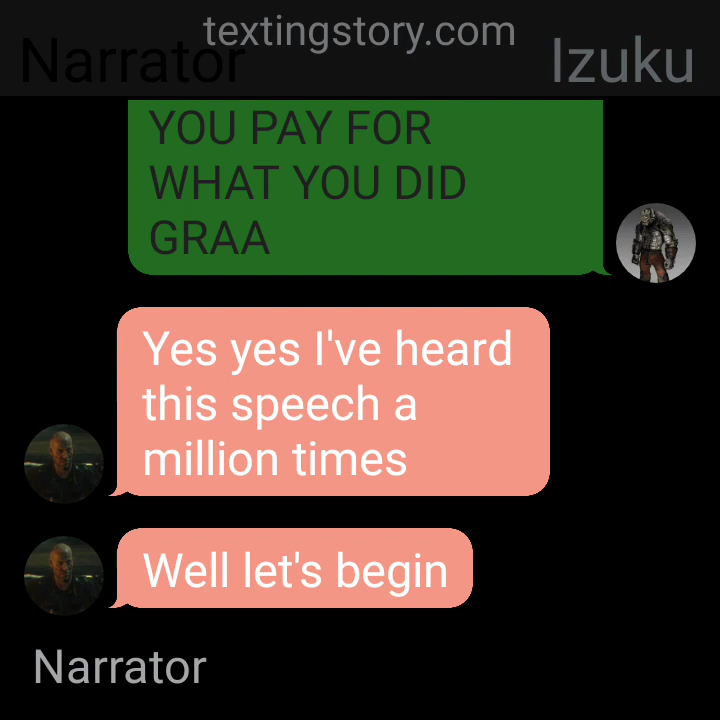 textingstory.com
Narrator
Izuku
YOU PAY FOR
WHAT YOU DID
GRAA
Yes yes I've heard
this speech a
million times
Well let's begin
Narrator